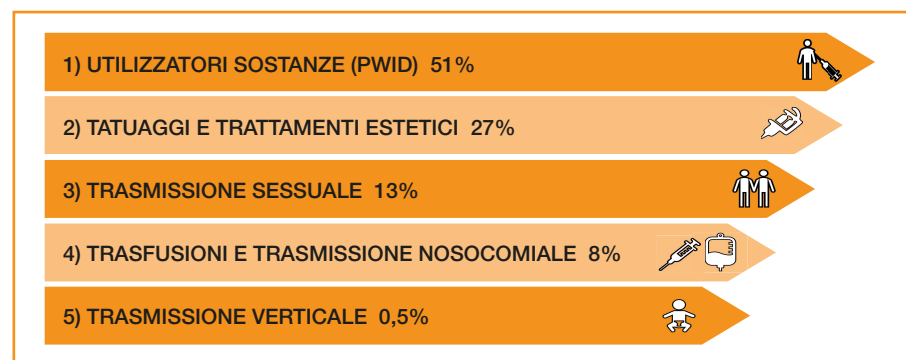 1) UTILIZZATORI SOSTANZE (PWID) 51%
2) TATUAGGI E TRATTAMENTI ESTETICI 27%
3) TRASMISSIONE SESSUALE 13%
4) TRASFUSIONI E TRASMISSIONE NOSOCOMIALE 8%
5) TRASMISSIONE VERTICALE 0,5%